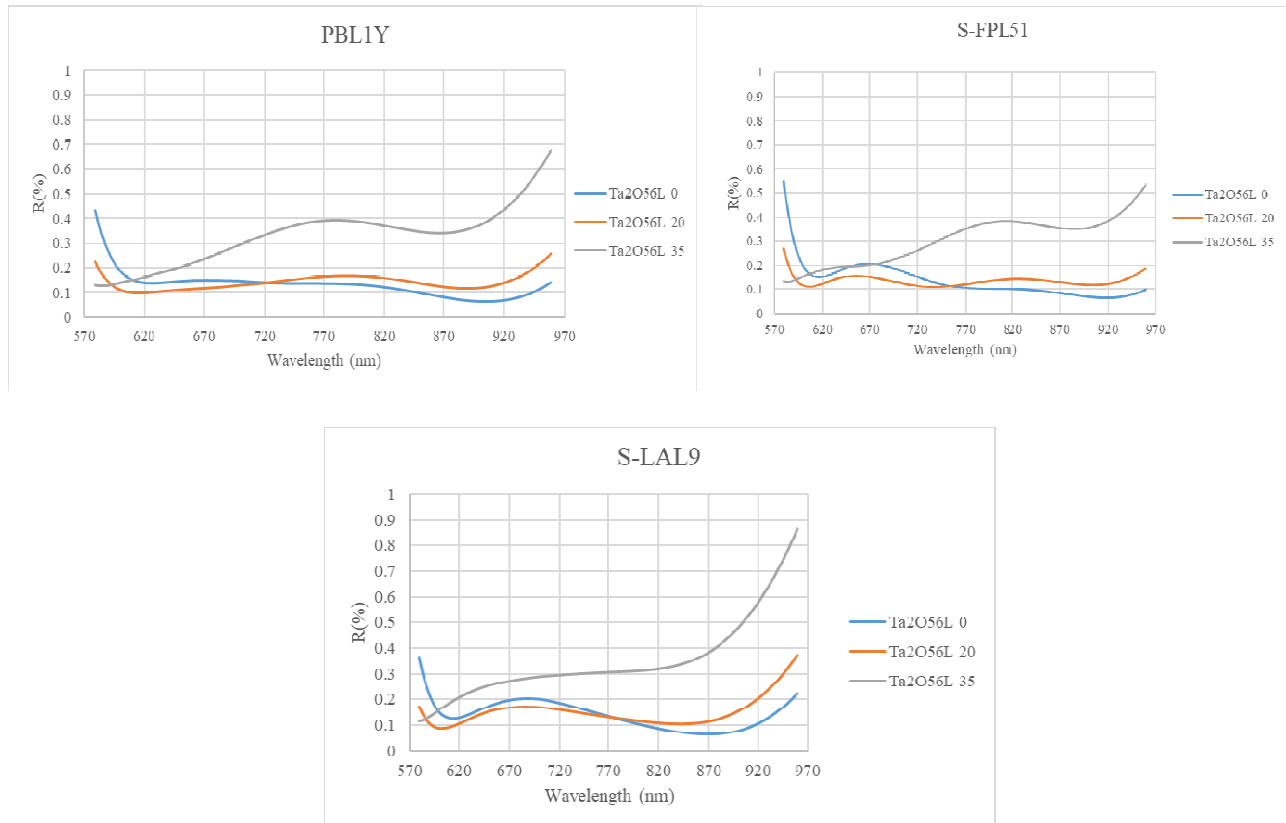 PBL1Y
1
0.9
0.8
0.7
0.6
0.5
0.4
0.3
0.2
0.1
0
R(%)
570 620 670 720 770 820 870 920 970
Wavelength (nm)
Ta2O56L 0
Ta2O56L 20
Ta2O56L 35
S-FPL51
1
0.9
0.8
0.7
0.6
0.5
0.4
0.3
0.2
0.1
0
R(%)
570 620 670 720 770 820 870 920 970
Wavelength (nm)
Ta2O56L 0
Ta2O56L 20
Ta2O56L 35
S-LAL9
1
0.9
0.8
0.7
0.6
0.5
0.4
0.3
0.2
0.1
0
R(%)
570 620 670 720 770 820 870 920 970
Wavelength (nm)
Ta2O56L 0
Ta2O56L 20
Ta2O56L 35